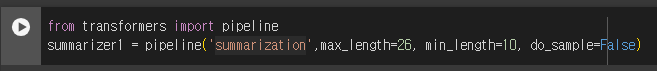 from transformers import pipeline
summarizer1 = pipeline('summarization',max_length=26, min_length=10, do_sample=False)